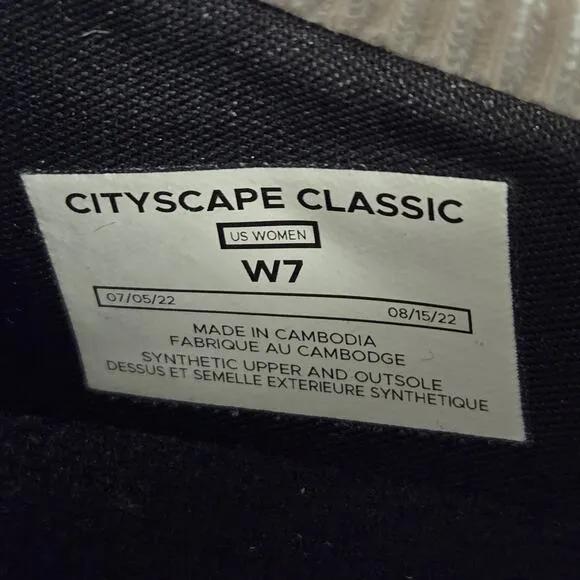 CITYSCAPE CLASSIC
US WOMEN
W7
07/05/22 08/15/22
MADE IN CAMBODIA
FABRIQUE AU CAMBODGE
SYNTHETIC UPPER AND OUTSOLE
DESSUS ET SEMELLE EXTERIEURE SYNTHETIQUE